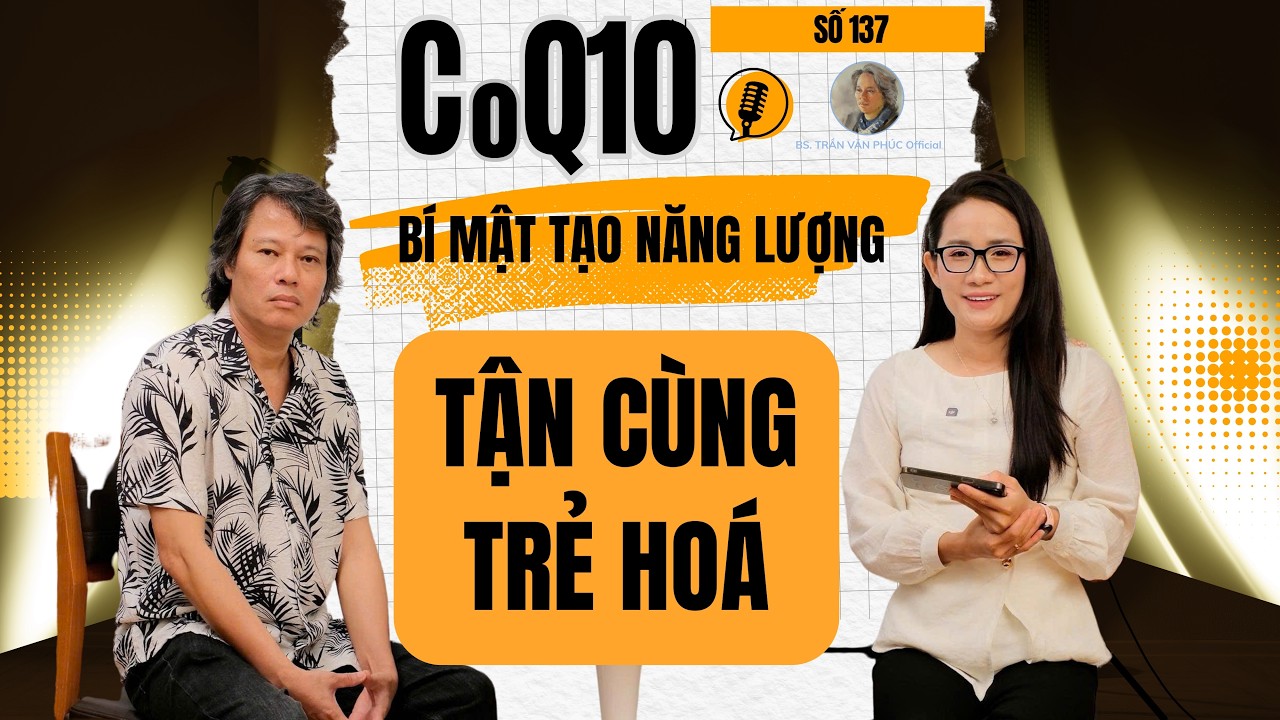 CoQ10
SỐ 137
BS. TRẦN VĂN PHÚC Official
BÍ MẬT TẠO NĂNG LƯỢNG
TẬN CÙNG
TRẺ HOÁ